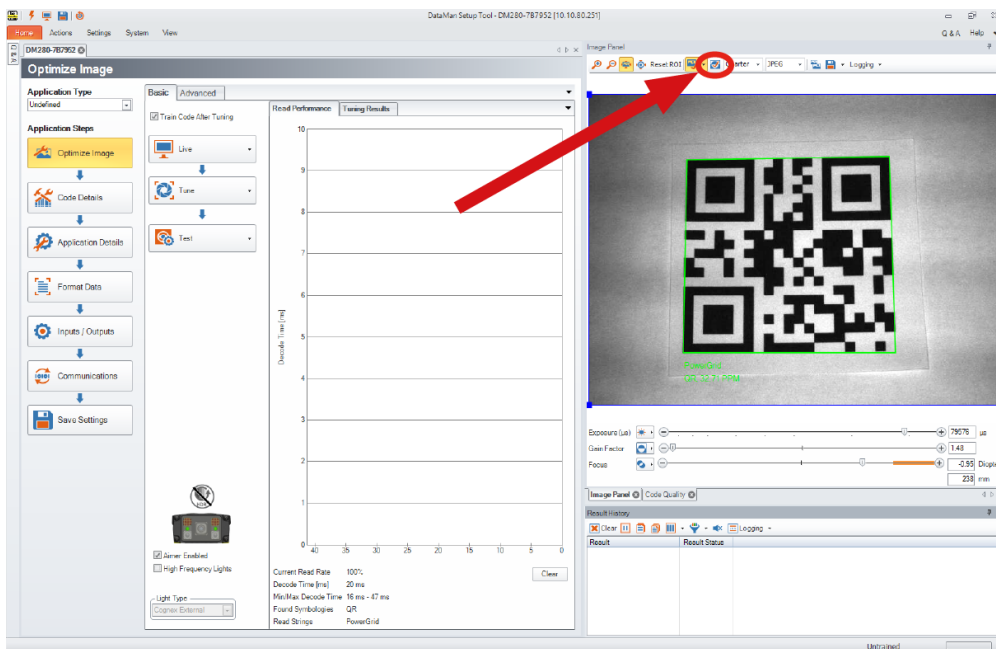 DataMan Setup Tool - DM280-7B7952 [10.10.80.251]
Home Actions Settings System View
Q & A Help
DM280-7B7952
Optimize Image
Application Type
Undefined
Application Steps
Optimize Image
Code Details
Application Details
Format Data
Inputs / Outputs
Communications
Save Settings
Basic Advanced
Train Code After Tuning
Live
Tune
Test
Aimer Enabled
High Frequency Lights
Light Type
Cognex External
Read Performance Tuning Results
10
9
8
7
6
5
4
3
2
1
0
Decode Time [ms]
40 35 30 25 20 15 10 5 0
Current Read Rate 100%
Decode Time [ms] 20 ms
Min/Max Decode Time 16 ms - 47 ms
Found Symbologies QR
Read Strings PowerGrid
Clear
Image Panel
Reset ROI JPEG Logging
PowerGrid
Exposure (µs) 79576 µs
Gain Factor 1.48
Focus -0.95 Diopt
238 mm
Image Panel Code Quality
Result History
Clear Logging
Result Result Status
Untrained